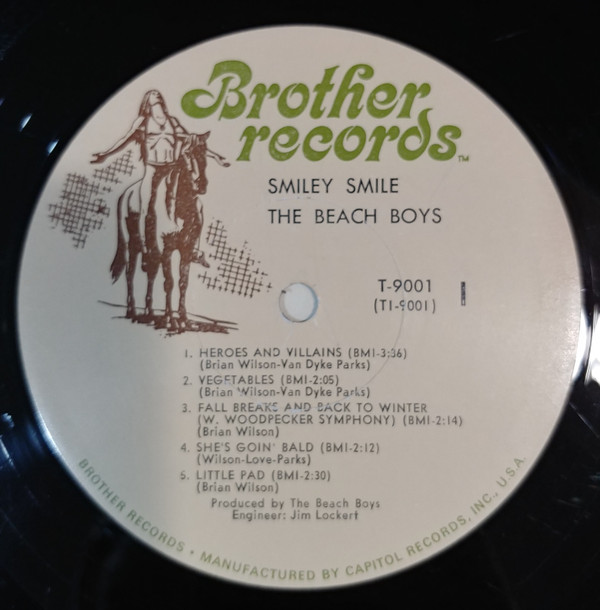 Brother
records™
SMILEY SMILE
THE BEACH BOYS
T-9001
(T1-9001)
1
1. HEROES AND VILLAINS (BMI-3:36)
(Brian Wilson-Van Dyke Parks)
2. VEGETABLES (BMI-2:05)
(Brian Wilson-Van Dyke Parks)
3. FALL BREAKS AND BACK TO WINTER
(W. WOODPECKER SYMPHONY) (BMI-2:14)
(Brian Wilson)
4. SHE'S GOIN' BALD (BMI-2:12)
(Wilson-Love-Parks)
5. LITTLE PAD (BMI-2:30)
(Brian Wilson)
Produced by The Beach Boys
Engineer: Jim Lockert
BROTHER RECORDS • MANUFACTURED BY CAPITOL RECORDS, INC., U.S.A.